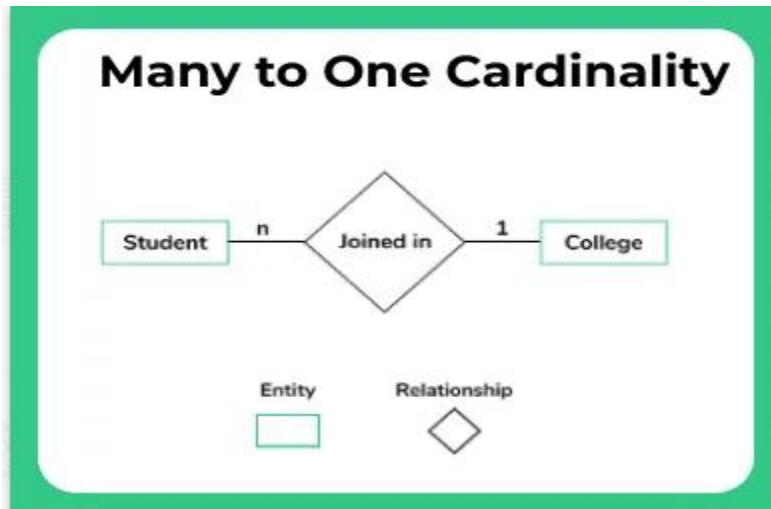 Many to One Cardinality
Student n Joined in 1 College
Entity Relationship